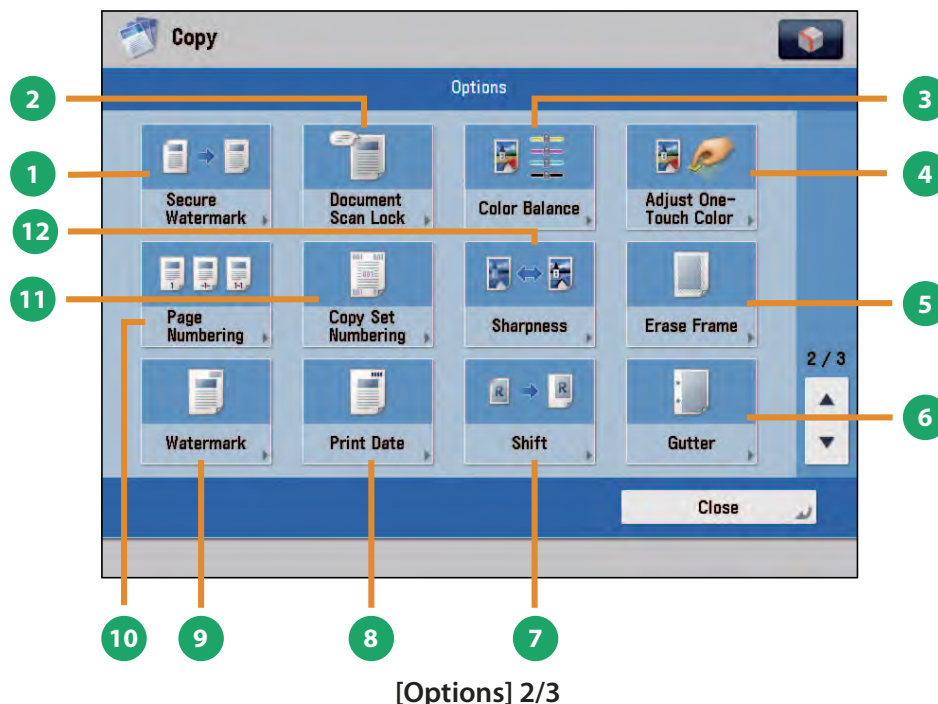 Copy
Options
2
3
1
Secure
Watermark
Document
Scan Lock
Color Balance
Adjust One-
Touch Color
4
12
11
Page
Numbering
Copy Set
Numbering
Sharpness
Erase Frame
5
2 / 3
Watermark
Print Date
R
R
Shift
Gutter
6
Close
10
9
8
7
[Options] 2/3